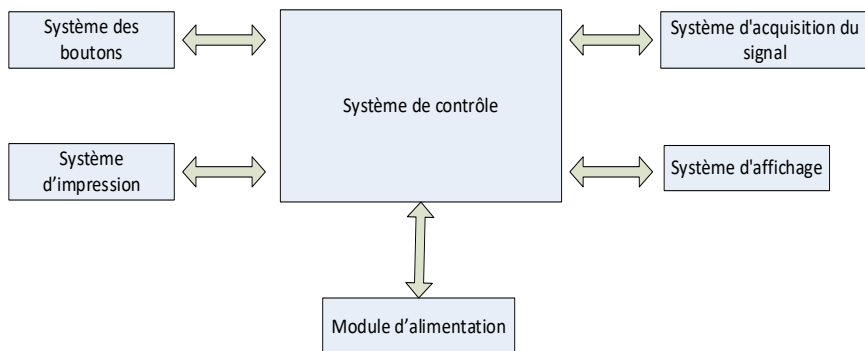 Système des
boutons
Système d'acquisition du
signal
Système de contrôle
Système
d’impression
Système d'affichage
Module d’alimentation